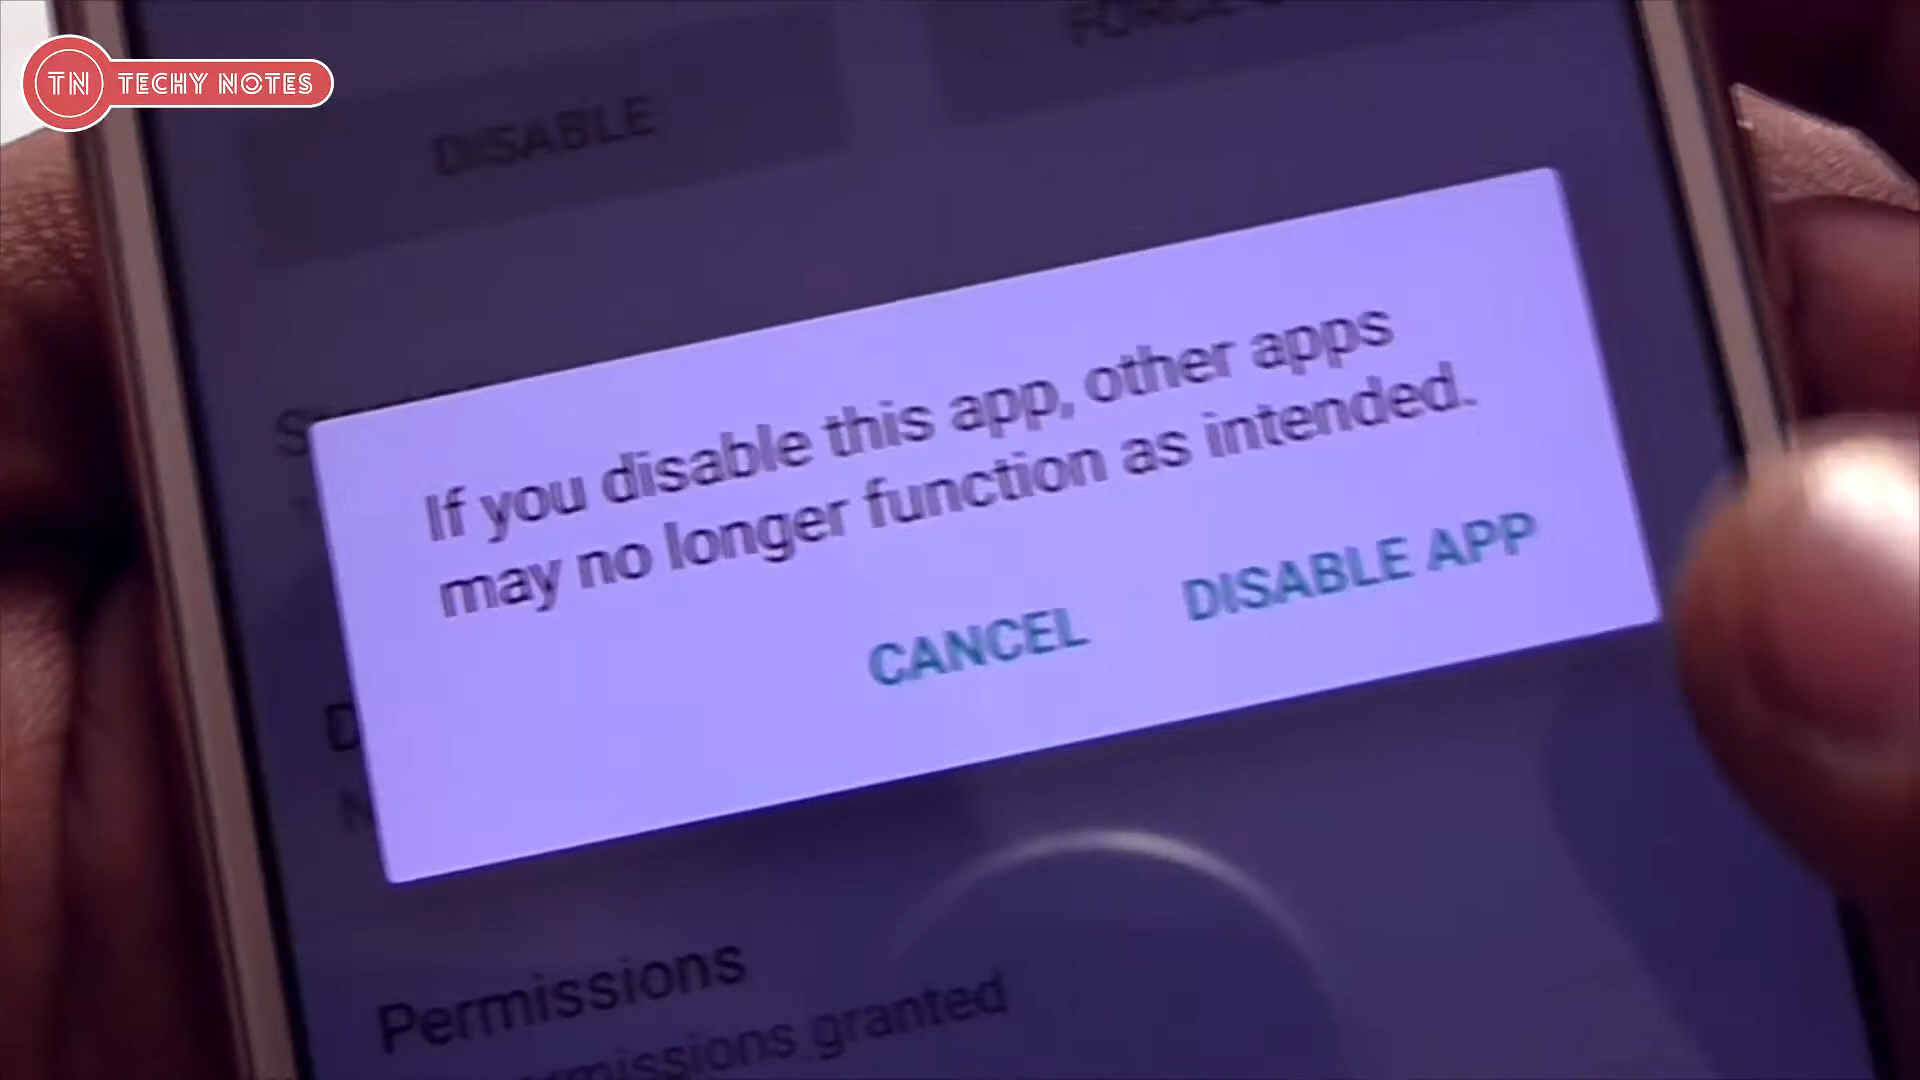 TN TECHY NOTES
DISABLE
If you disable this app, other apps
may no longer function as intended.
CANCEL DISABLE APP
Permissions
granted